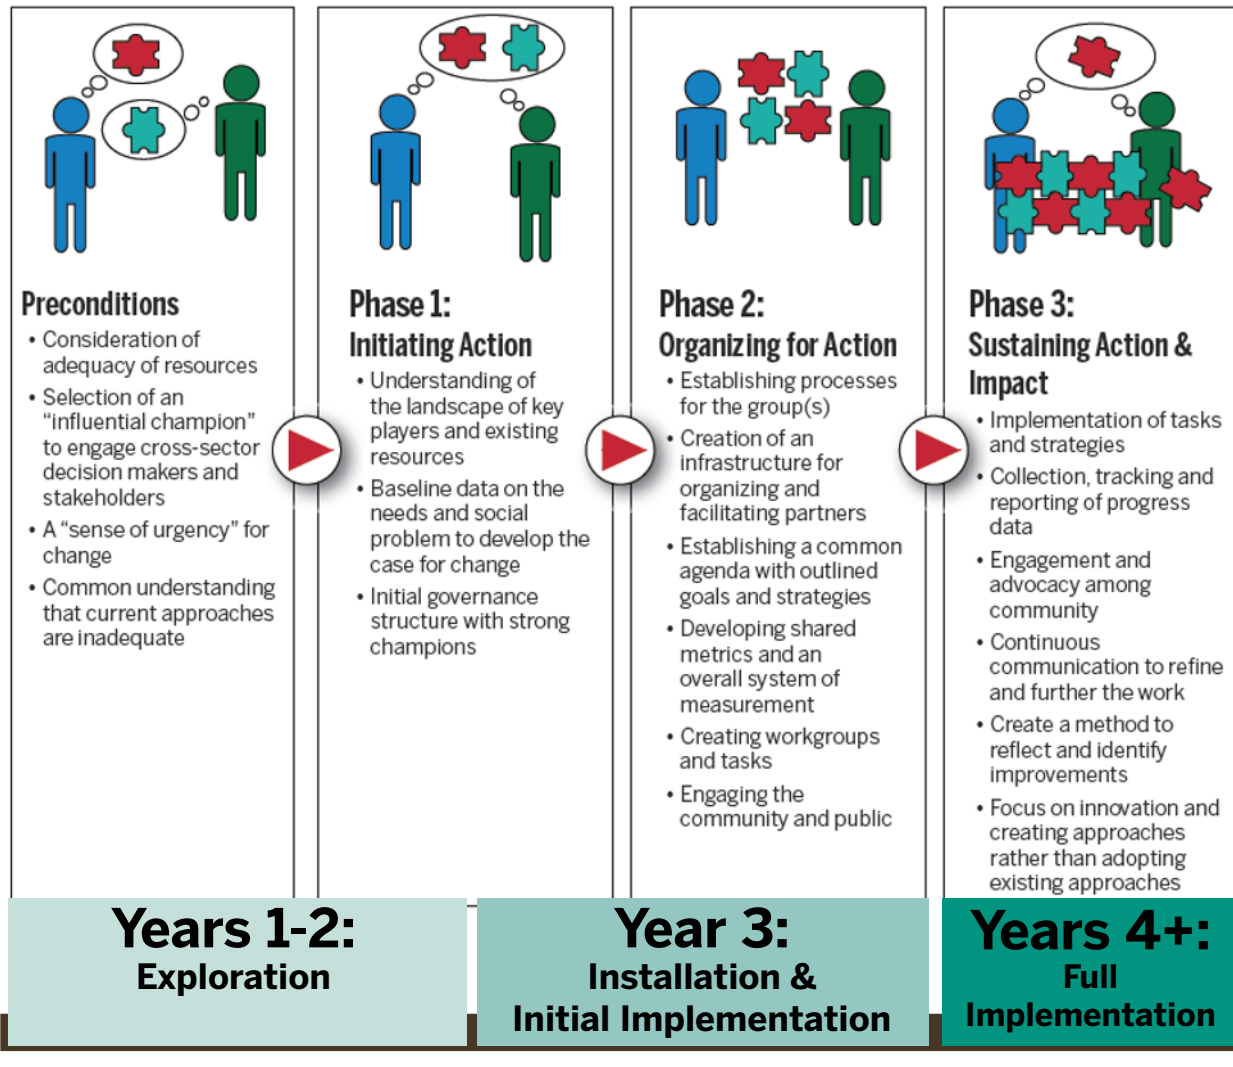 Preconditions
• Consideration of
adequacy of resources
• Selection of an
“influential champion”
to engage cross-sector
decision makers and
stakeholders
• A “sense of urgency” for
change
• Common understanding
that current approaches
are inadequate
Phase 1:
Initiating Action
• Understanding of
the landscape of key
players and existing
resources
• Baseline data on the
needs and social
problem to develop the
case for change
• Initial governance
structure with strong
champions
Phase 2:
Organizing for Action
• Establishing processes
for the group(s)
• Creation of an
infrastructure for
organizing and
facilitating partners
• Establishing a common
agenda with outlined
goals and strategies
• Developing shared
metrics and an
overall system of
measurement
• Creating workgroups
and tasks
• Engaging the
community and public
Phase 3:
Sustaining Action &
Impact
• Implementation of tasks
and strategies
• Collection, tracking and
reporting of progress
data
• Engagement and
advocacy among
community
• Continuous
communication to refine
and further the work
• Create a method to
reflect and identify
improvements
• Focus on innovation and
creating approaches
rather than adopting
existing approaches
Years 1-2:
Exploration
Year 3:
Installation &
Initial Implementation
Years 4+:
Full
Implementation